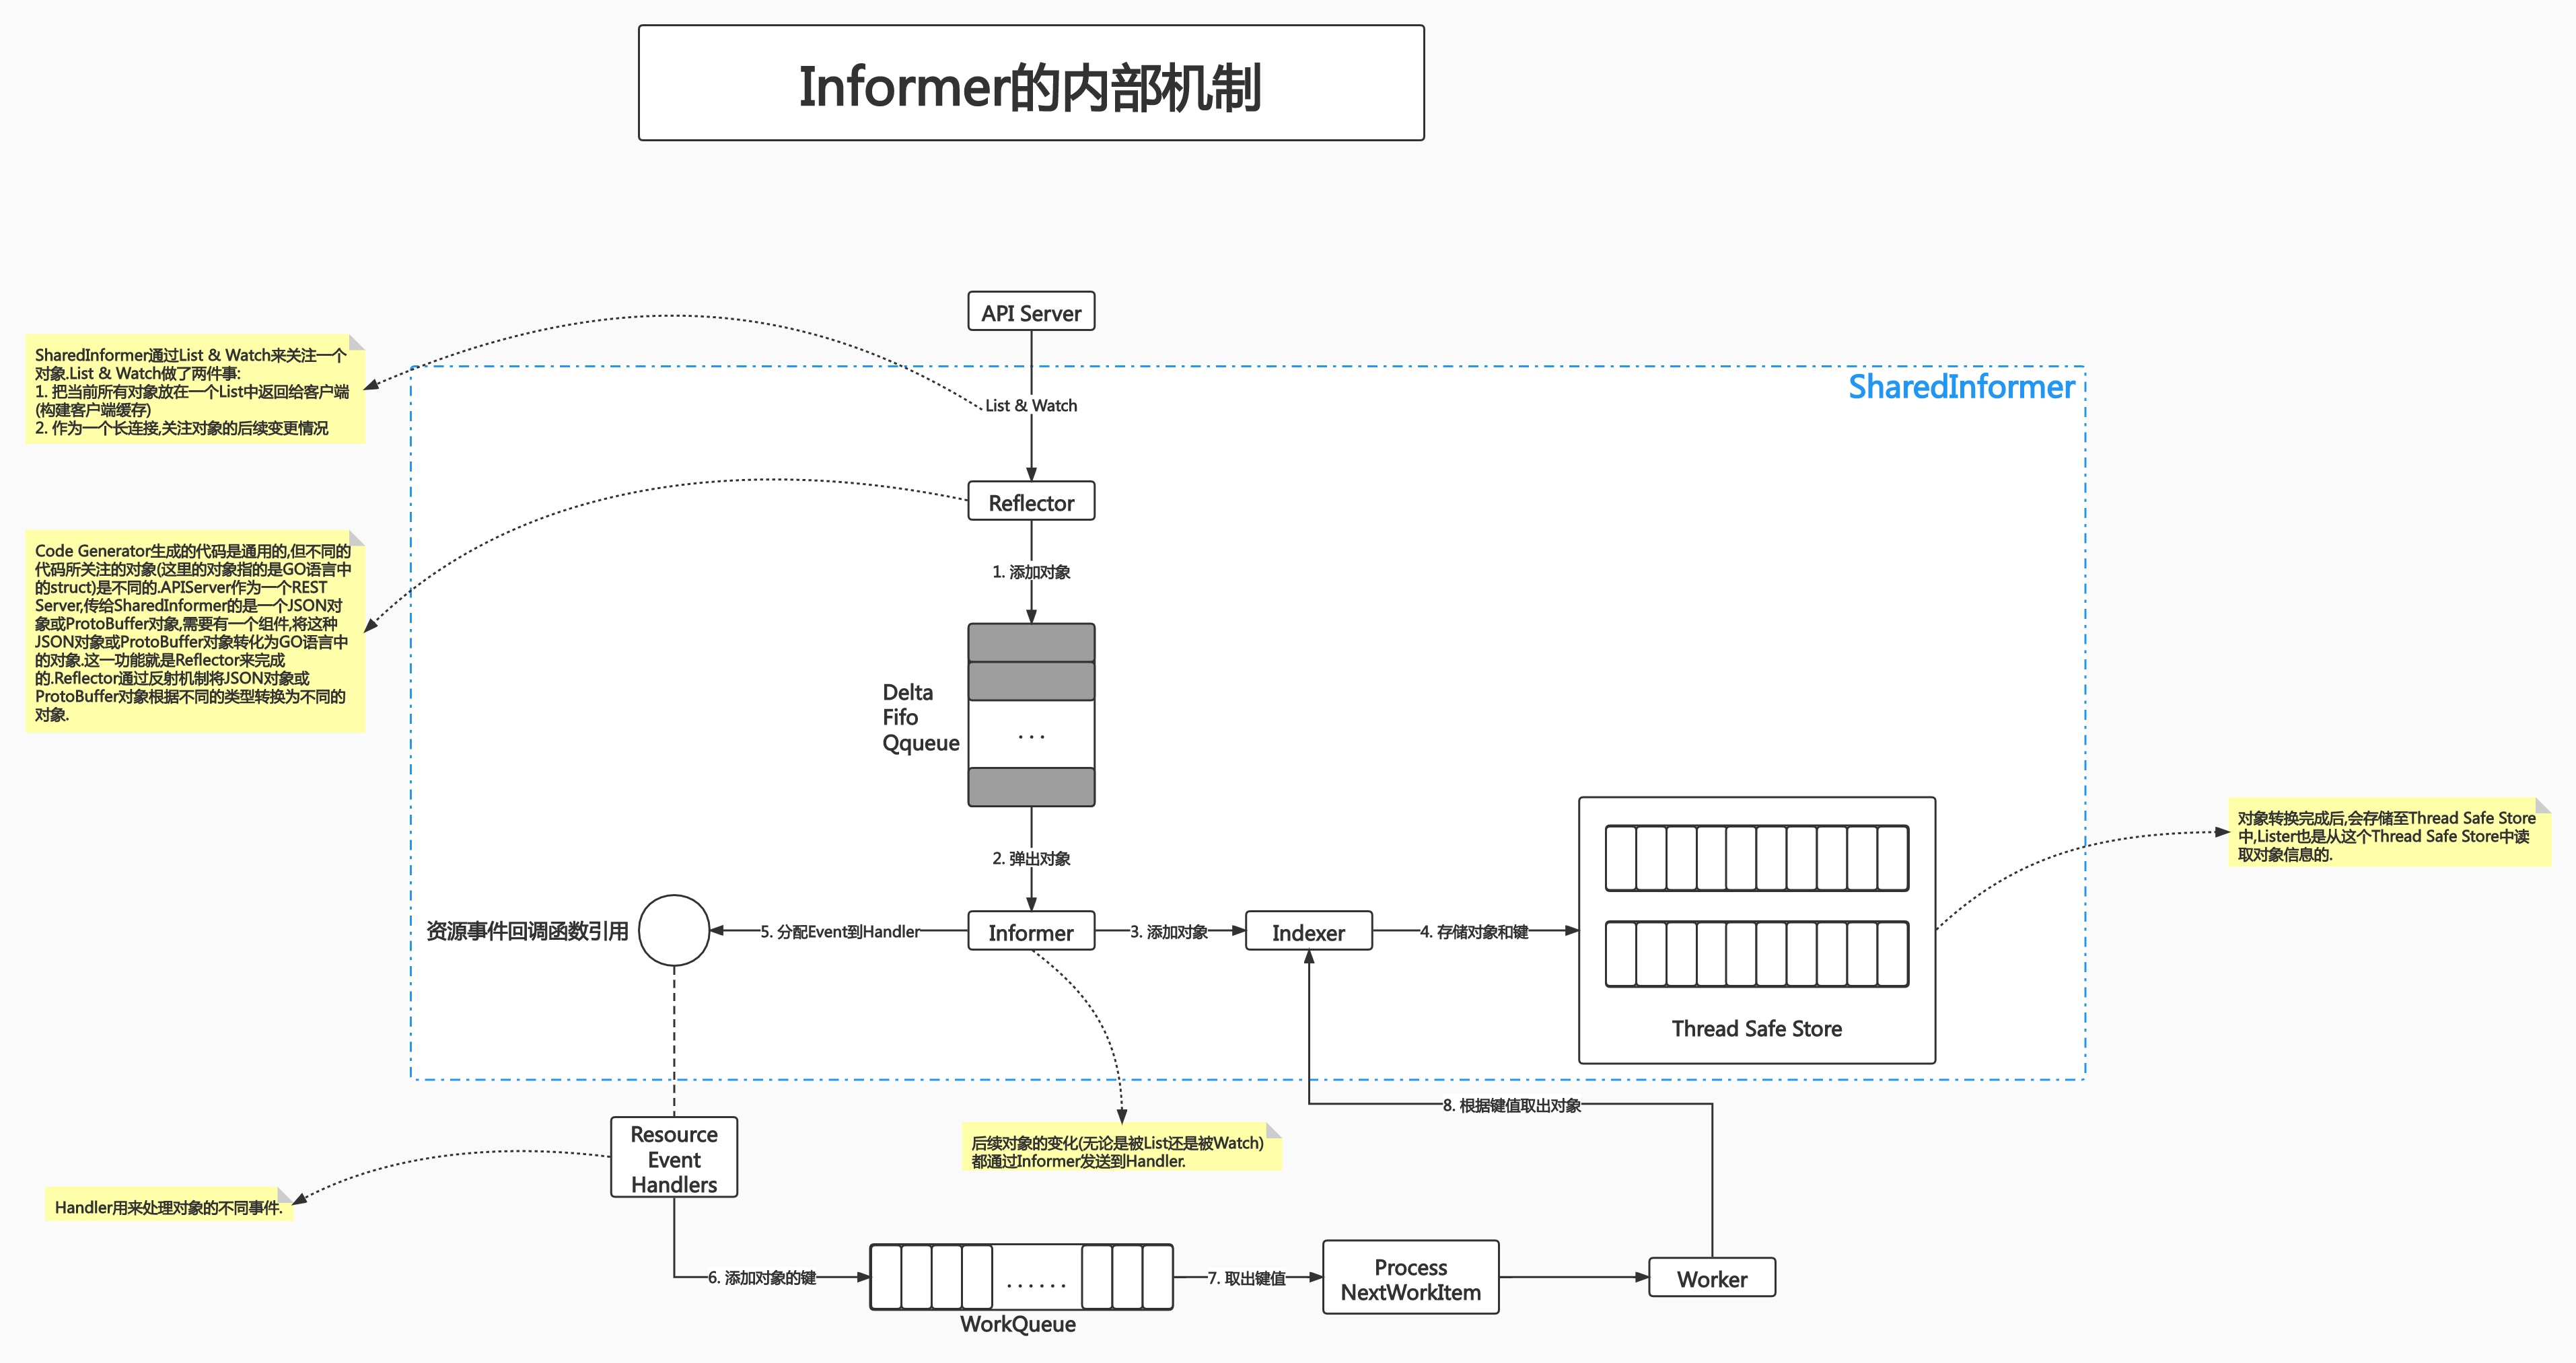 Informer的内部机制
API Server
SharedInformer通过List & Watch来关注一个
对象.List & Watch做了两件事:
1. 把当前所有对象放在一个List中返回给客户端
(构建客户端缓存)
2. 作为一个长连接,关注对象的后续变更情况
SharedInformer
List & Watch
Reflector
Code Generator生成的代码是通用的,但不同的
代码所关注的对象(这里的对象指的是GO语言中
的struct)是不同的.APIServer作为一个REST
Server,传给SharedInformer的是一个JSON对
象或ProtoBuffer对象,需要有一个组件,将这种
JSON对象或ProtoBuffer对象转化为GO语言中
的对象.这一功能就是Reflector来完成
的.Reflector通过反射机制将JSON对象或
ProtoBuffer对象根据不同的类型转换为不同的
对象.
1. 添加对象
Delta
Fifo
Qqueue
...
2. 弹出对象
对象转换完成后,会存储至Thread Safe Store
中,Lister也是从这个Thread Safe Store中读
取对象信息的.
资源事件回调函数引用
5. 分配Event到Handler
Informer
3. 添加对象
Indexer
4. 存储对象和键
Thread Safe Store
8. 根据键值取出对象
Resource
Event
Handlers
后续对象的变化(无论是被List还是被Watch)
都通过Informer发送到Handler.
Handler用来处理对象的不同事件.
6. 添加对象的键
......
WorkQueue
7. 取出键值
Process
NextWorkItem
Worker